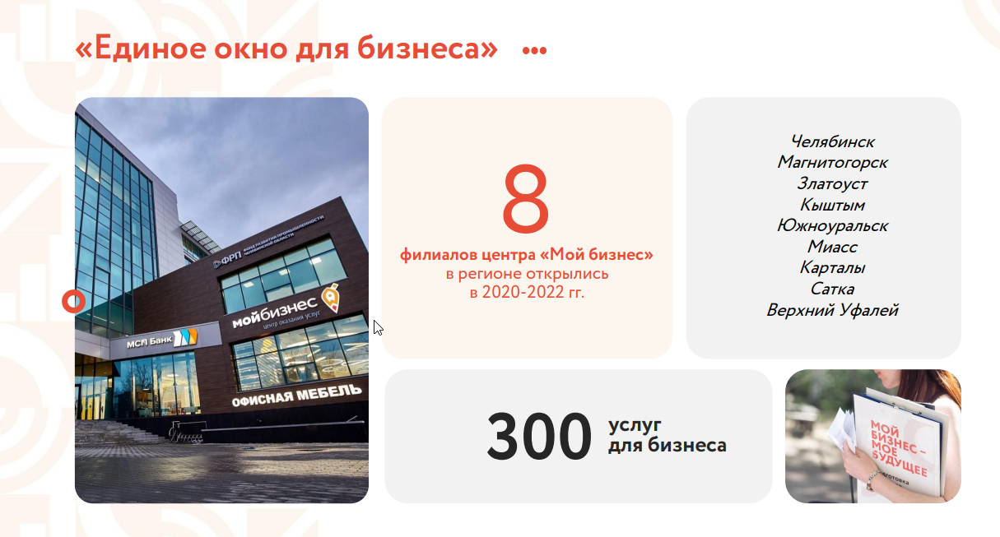 «Единое окно для бизнеса»
ФРП ФОНД РАЗВИТИЯ ПРОМЫШЛЕННОСТИ
ЧЕЛЯБИНСКОЙ ОБЛАСТИ
мойбизнес
центр оказания услуг
МСП Банк
ОФИСНАЯ МЕБЕЛЬ
8
филиалов центра «Мой бизнес»
в регионе открылись
в 2020-2022 гг.
Челябинск
Магнитогорск
Златоуст
Кыштым
Южноуральск
Миасс
Карталы
Сатка
Верхний Уфалей
300
услуг
для бизнеса
МОЙ
БИЗНЕС –
МОЕ
БУДУЩЕЕ